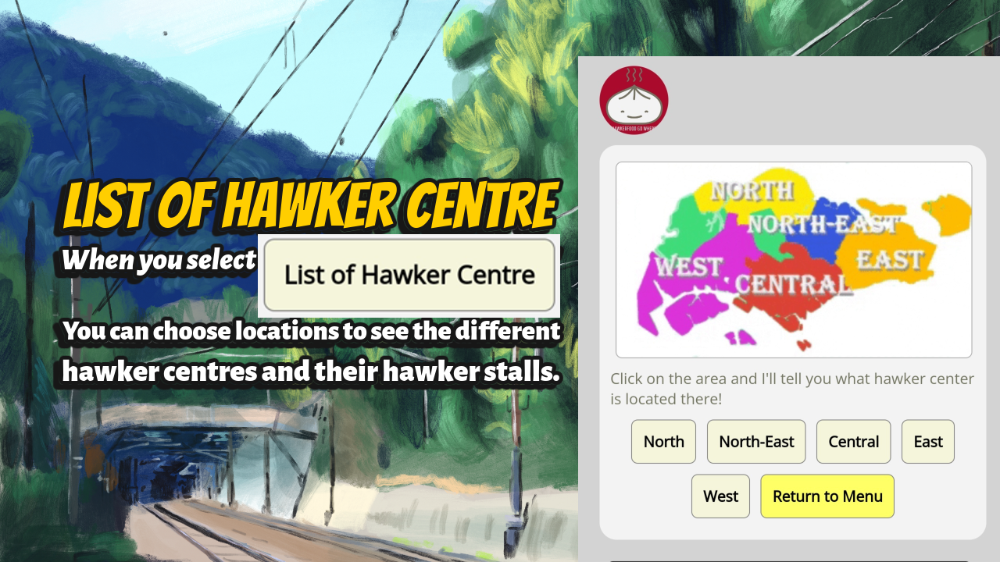 LIST OF HAWKER CENTRE
When you select
List of Hawker Centre
You can choose locations to see the different
hawker centres and their hawker stalls.
HAWKERFOOD GO WHERE
NORTH
NORTH-EAST
WEST
EAST
CENTRAL
Click on the area and I'll tell you what hawker center
is located there!
North North-East Central East
West Return to Menu